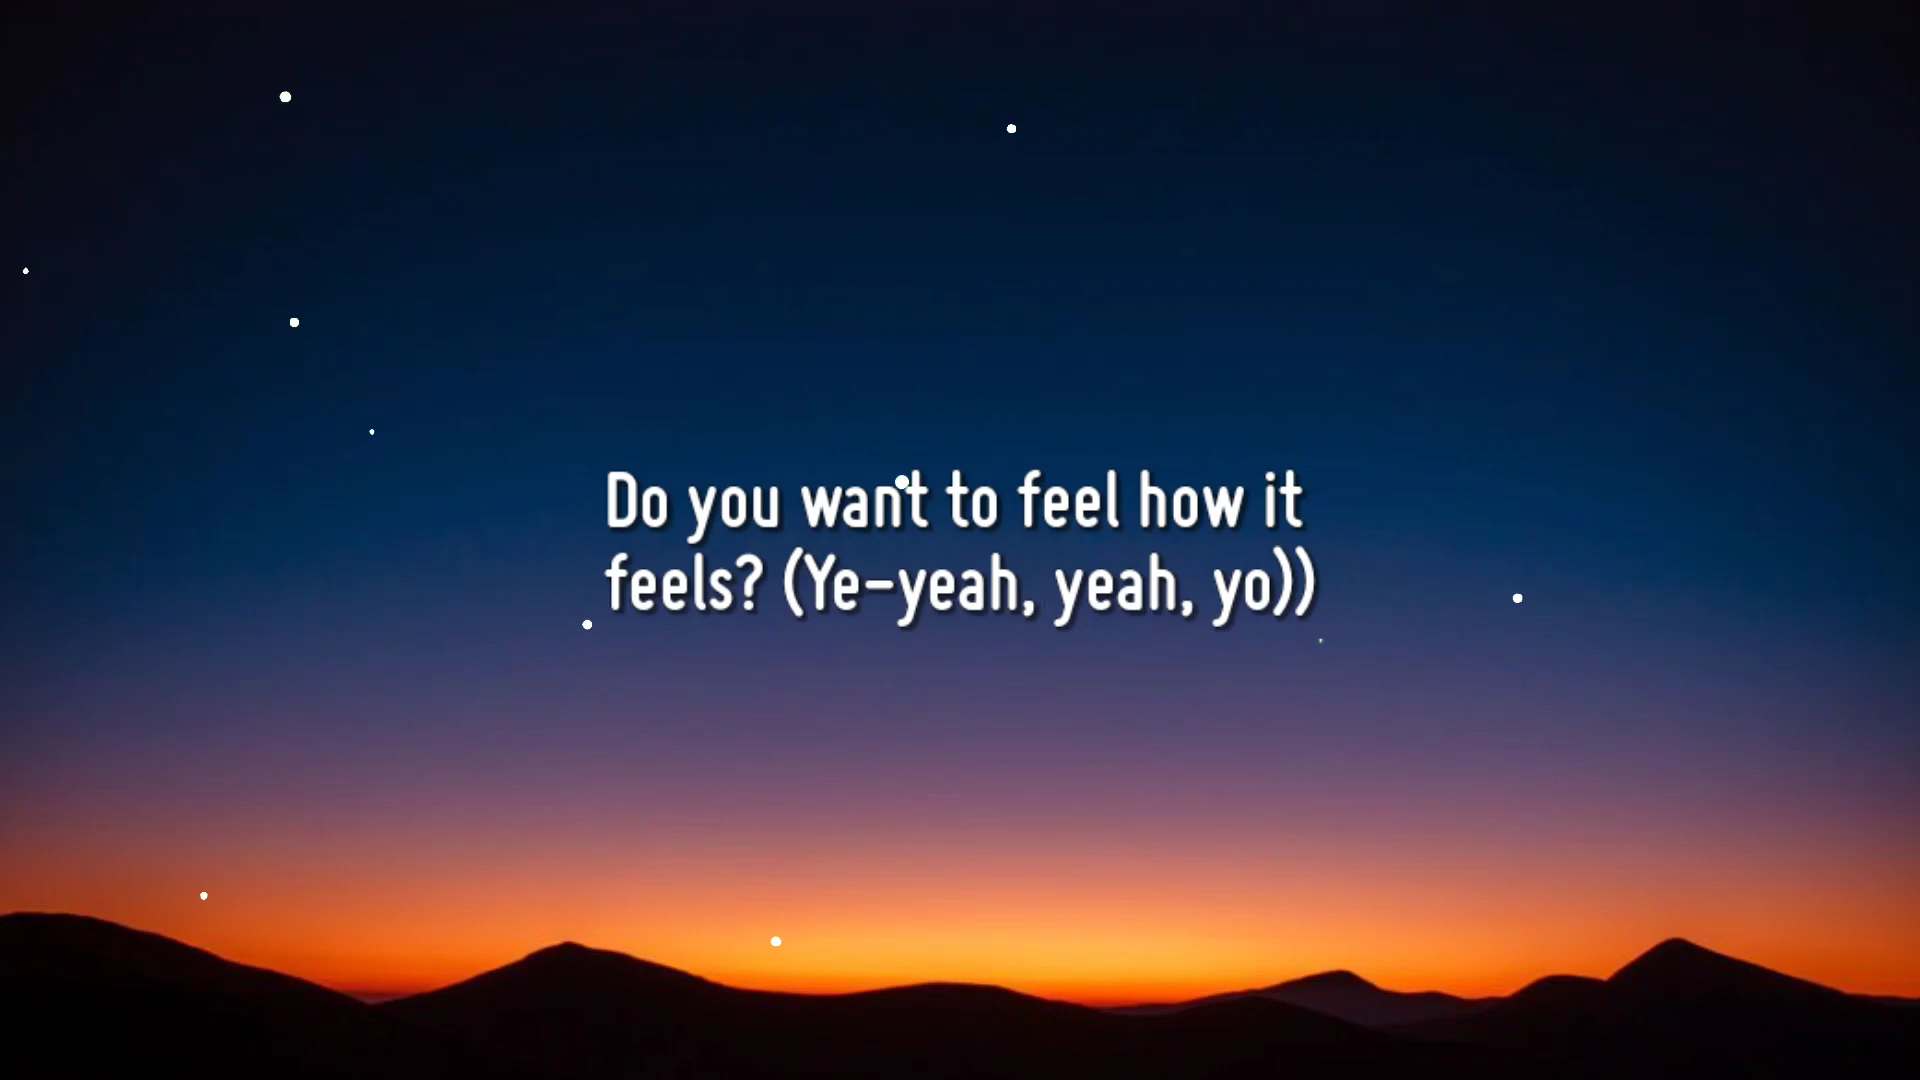 Do you want to feel how it
feels? (Ye-yeah, yeah, yo))